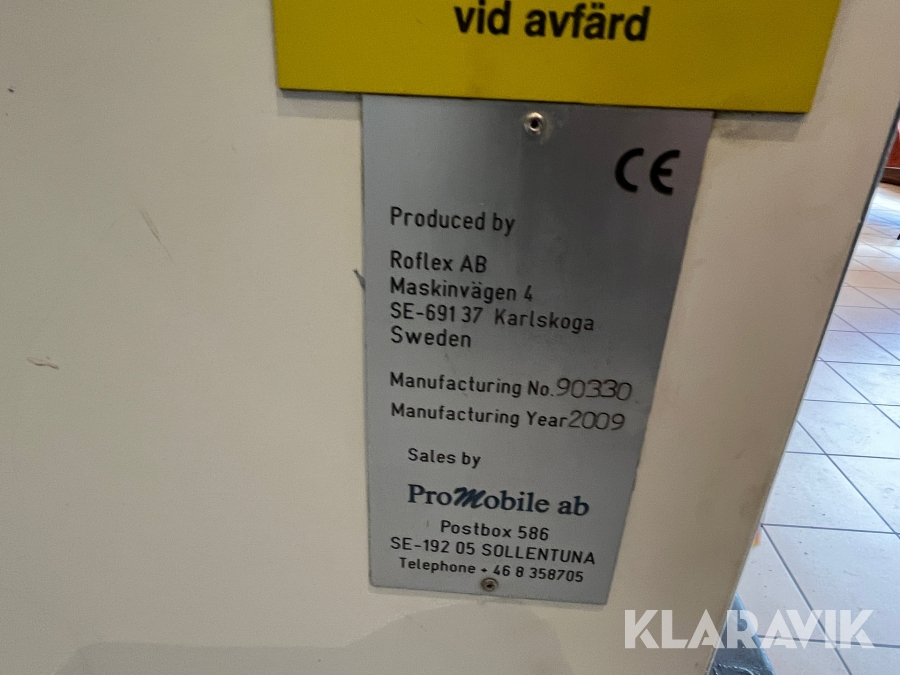 vid avfärd
CE
Produced by
Roflex AB
Maskinvägen 4
SE-691 37 Karlskoga
Sweden
Manufacturing No. 90330
Manufacturing Year 2009
Sales by
ProMobile ab
Postbox 586
SE-192 05 SOLLENTUNA
Telephone + 46 8 358705
KLARAVIK